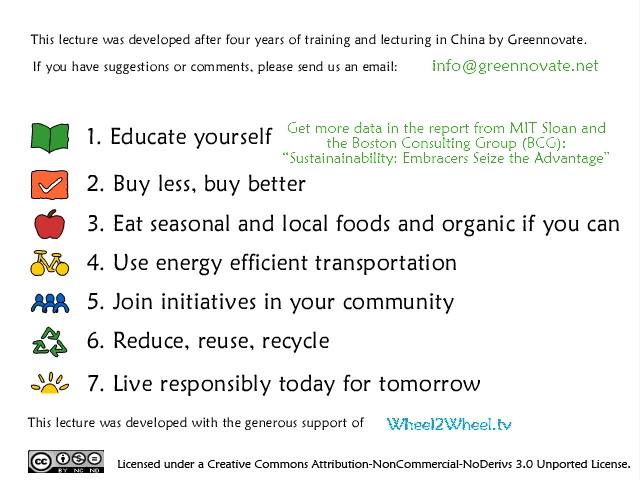 This lecture was developed after four years of training and lecturing in China by Greennovate.
If you have suggestions or comments, please send us an email: info@greennovate.net
1. Educate yourself
Get more data in the report from MIT Sloan and
the Boston Consulting Group (BCG):
“Sustainainability: Embracers Seize the Advantage”
2. Buy less, buy better
3. Eat seasonal and local foods and organic if you can
4. Use energy efficient transportation
5. Join initiatives in your community
6. Reduce, reuse, recycle
7. Live responsibly today for tomorrow
This lecture was developed with the generous support of Wheel2Wheel.tv
cc BY NC ND
Licensed under a Creative Commons Attribution-NonCommercial-NoDerivs 3.0 Unported License.